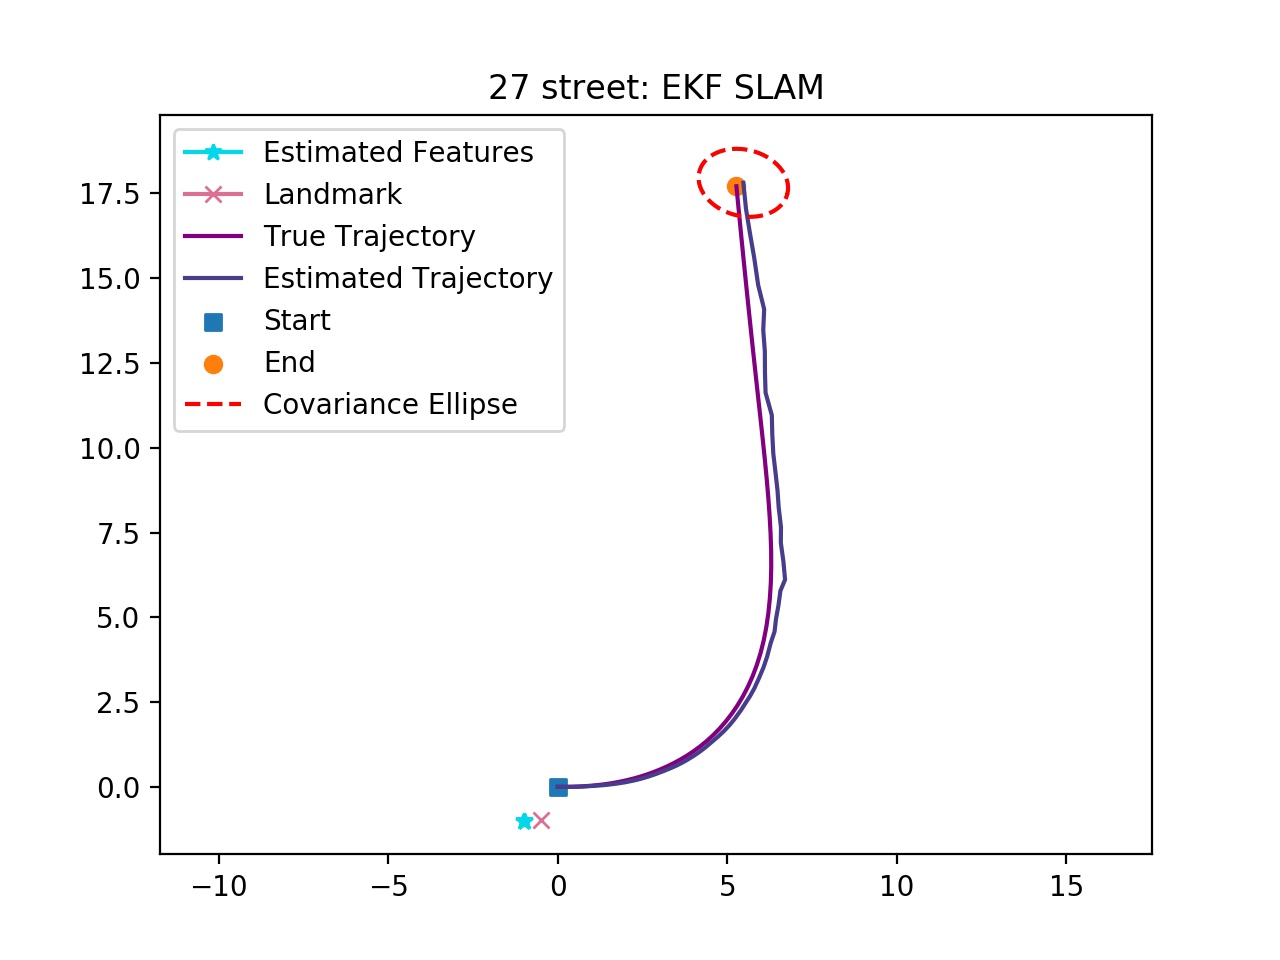 27 street: EKF SLAM
Estimated Features
Landmark
True Trajectory
Estimated Trajectory
Start
End
Covariance Ellipse
17.5
15.0
12.5
10.0
7.5
5.0
2.5
0.0
−10 −5 0 5 10 15